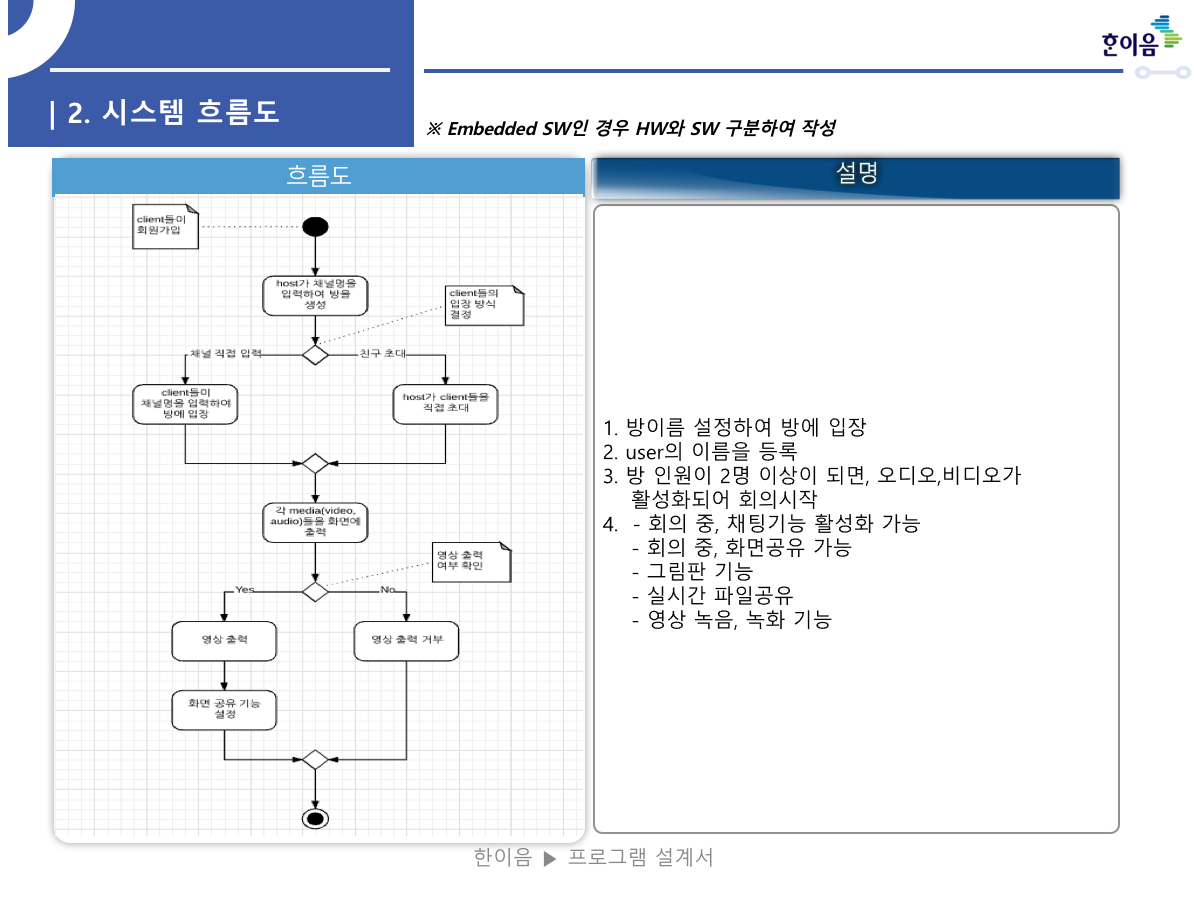 한이음
| 2. 시스템 흐름도
※ Embedded SW인 경우 HW와 SW 구분하여 작성
흐름도
client들이
회원가입
host가 채널명을
입력하여 방을
생성
client들의
입장 방식
결정
채널 직접 입력
친구 초대
client들이
채널명을 입력하여
방에 입장
host가 client들을
직접 초대
각 media(video,
audio)들을 화면에
출력
영상 출력
여부 확인
Yes
No
영상 출력
영상 출력 거부
화면 공유 기능
설정
설명
1. 방이름 설정하여 방에 입장
2. user의 이름을 등록
3. 방 인원이 2명 이상이 되면, 오디오,비디오가
활성화되어 회의시작
4. - 회의 중, 채팅기능 활성화 가능
- 회의 중, 화면공유 가능
- 그림판 기능
- 실시간 파일공유
- 영상 녹음, 녹화 기능
한이음 ▶ 프로그램 설계서